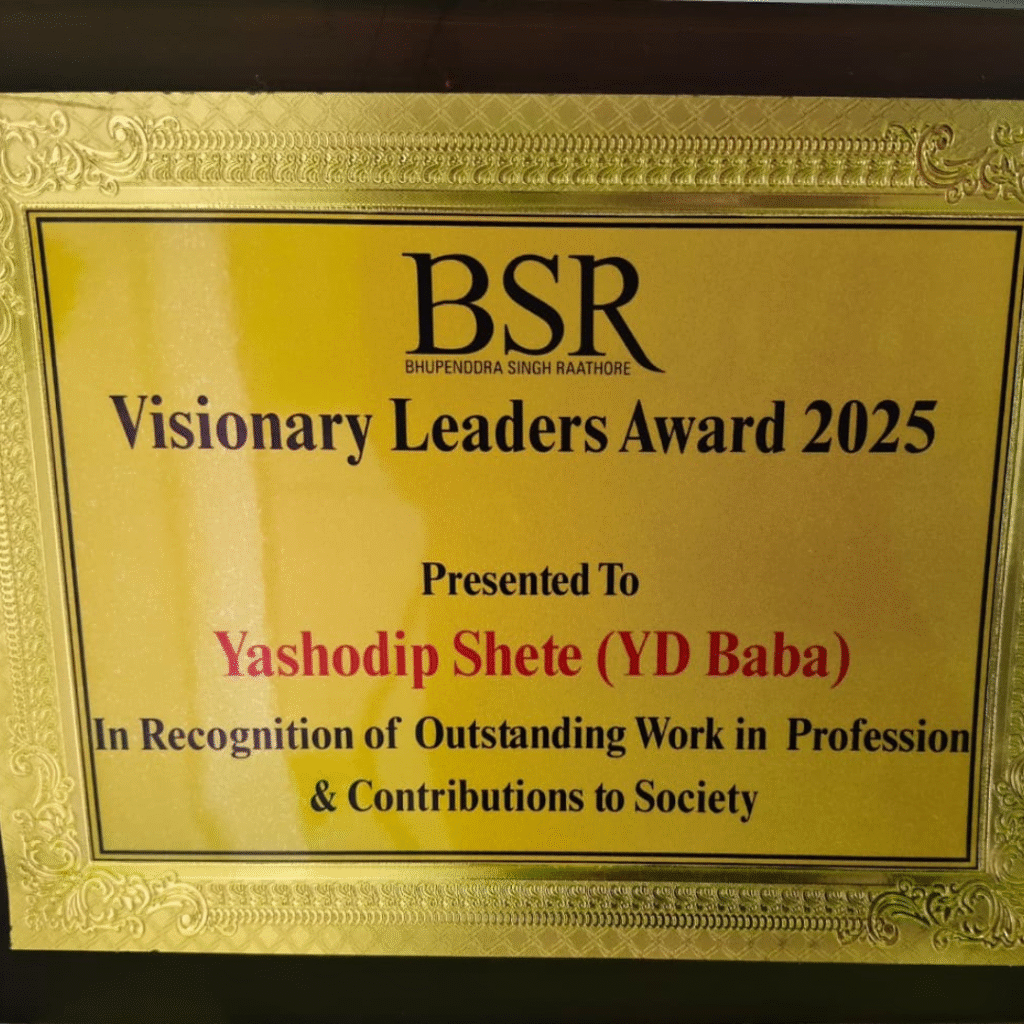 BSR
BHUPENDDRA SINGH RAATHORE
Visionary Leaders Award 2025
Presented To
Yashodip Shete (YD Baba)
In Recognition of Outstanding Work in Profession
& Contributions to Society